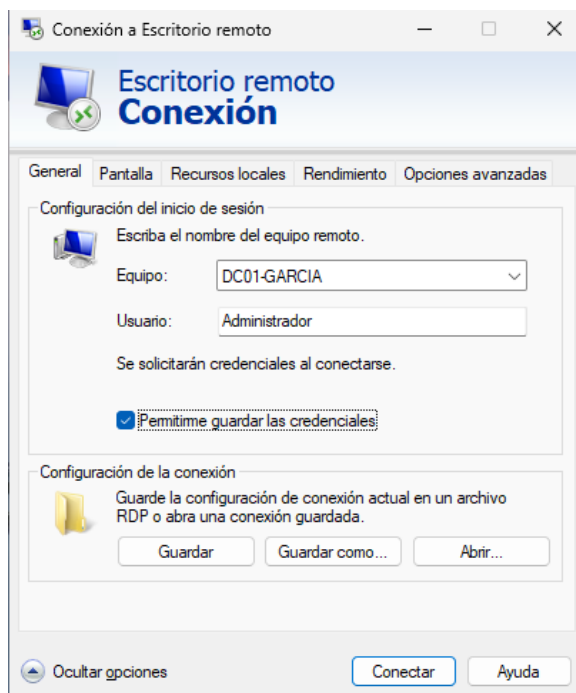 Conexión a Escritorio remoto
Escritorio remoto
Conexión
General Pantalla Recursos locales Rendimiento Opciones avanzadas
Configuración del inicio de sesión
Escriba el nombre del equipo remoto.
Equipo: DC01-GARCIA
Usuario: Administrador
Se solicitarán credenciales al conectarse.
Permitirme guardar las credenciales
Configuración de la conexión
Guarde la configuración de conexión actual en un archivo
RDP o abra una conexión guardada.
Guardar Guardar como... Abrir...
Ocultar opciones Conectar Ayuda